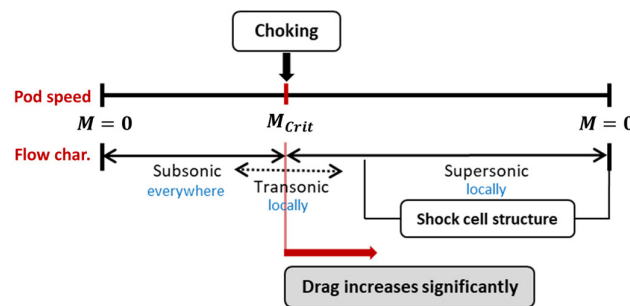 Choking
Pod speed
M = 0
M_Crit
M = 0
Flow char.
Subsonic
everywhere
Transonic
locally
Supersonic
locally
Shock cell structure
Drag increases significantly